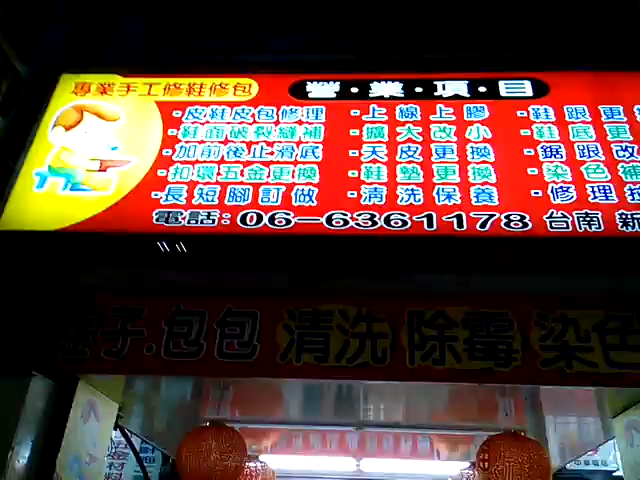 專業手工修鞋修包
營·業·項·目
·皮鞋皮包修理 ·上線上膠 ·鞋跟更
·鞋面破裂縫補 ·擴大改小 ·鞋底更
·加前後止滑底 ·天皮更換 ·鋸跟改
·扣環五金更換 ·鞋墊更換 ·染色補
·長短腳訂做 ·清洗保養 ·修理
電話:06-6361178 台南 新
子.包包 清洗 除霉 染色